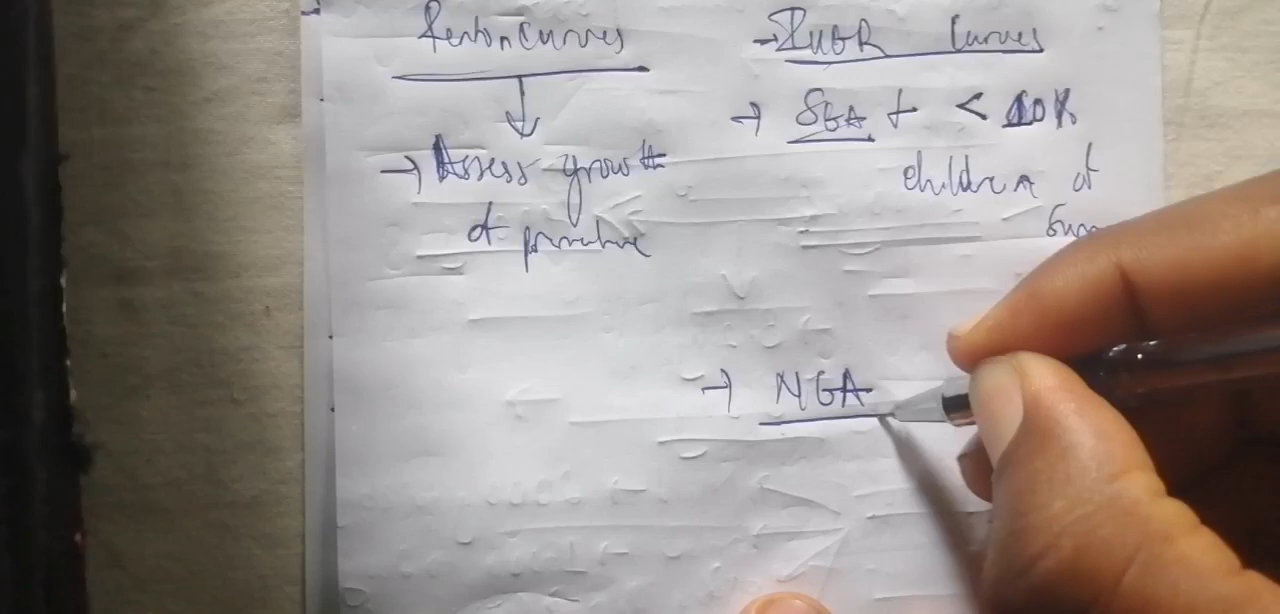 Fenton Curves
→ Assess growth
of premature
→ IUGR Curves
→ SGA + < 10%
children of
→ NGA